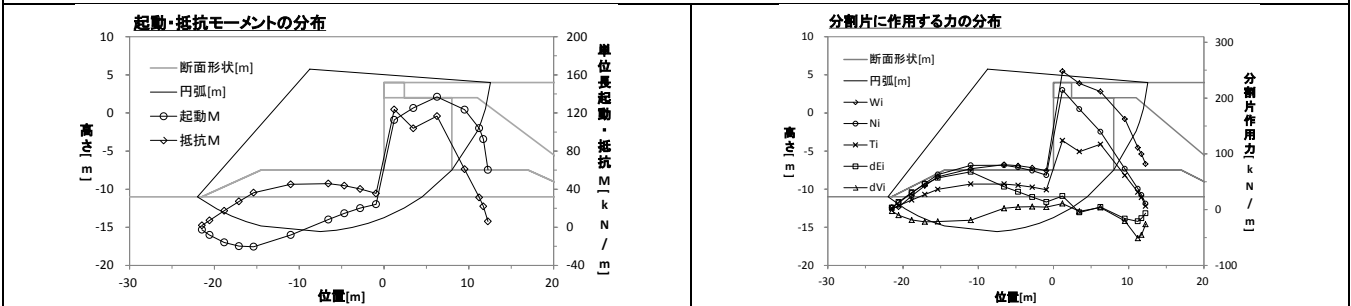 起動・抵抗モーメントの分布
10
5
0
-5
-10
-15
-20
高さ[m]
断面形状[m]
円弧[m]
起動M
抵抗M
200
160
120
80
40
0
-40
単位長起動・抵抗M[kN/m]
-30
-20
-10
0
10
20
位置[m]
分割片に作用する力の分布
10
5
0
-5
-10
-15
-20
高さ[m]
断面形状[m]
円弧[m]
Wi
Ni
Ti
dEi
dVi
300
200
100
0
-100
分割片作用力[kN/m]
-30
-20
-10
0
10
20
位置[m]